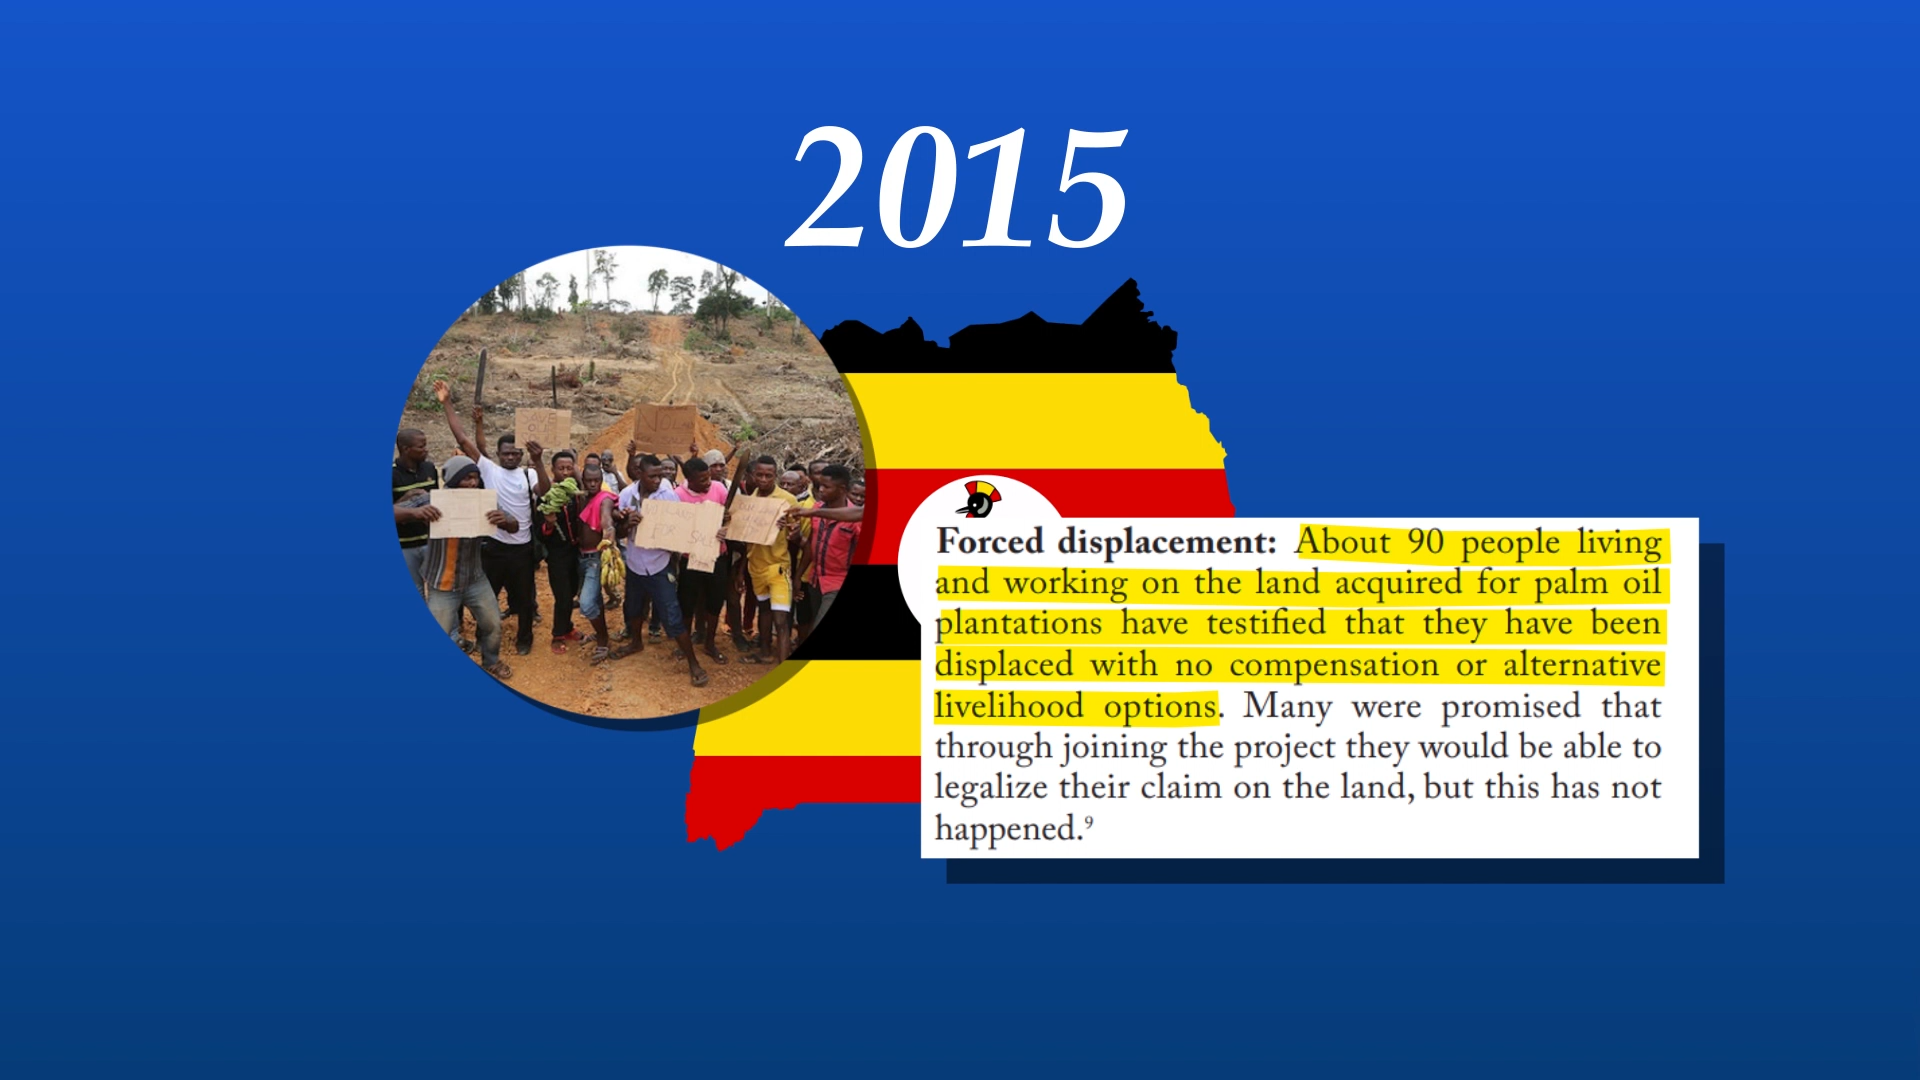 2015
Forced displacement: About 90 people living
and working on the land acquired for palm oil
plantations have testified that they have been
displaced with no compensation or alternative
livelihood options. Many were promised that
through joining the project they would be able to
legalize their claim on the land, but this has not
happened.⁹